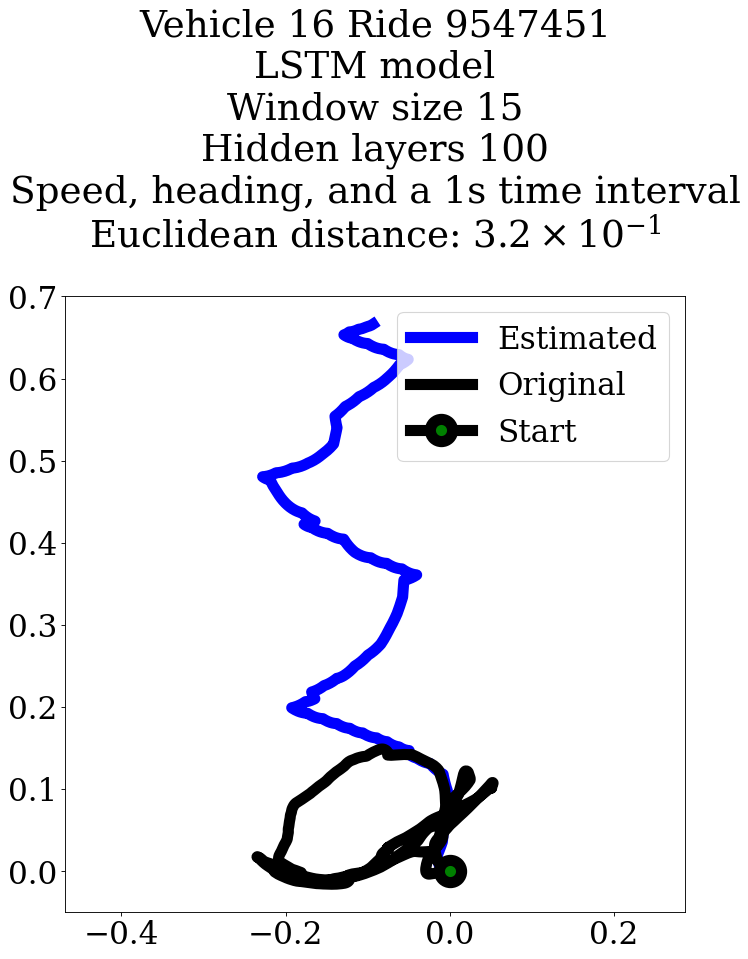 Vehicle 16 Ride 9547451
LSTM model
Window size 15
Hidden layers 100
Speed, heading, and a 1s time interval
Euclidean distance: 3.2 × 10⁻¹
0.7
0.6
0.5
0.4
0.3
0.2
0.1
0.0
Estimated
Original
Start
−0.4
−0.2
0.0
0.2